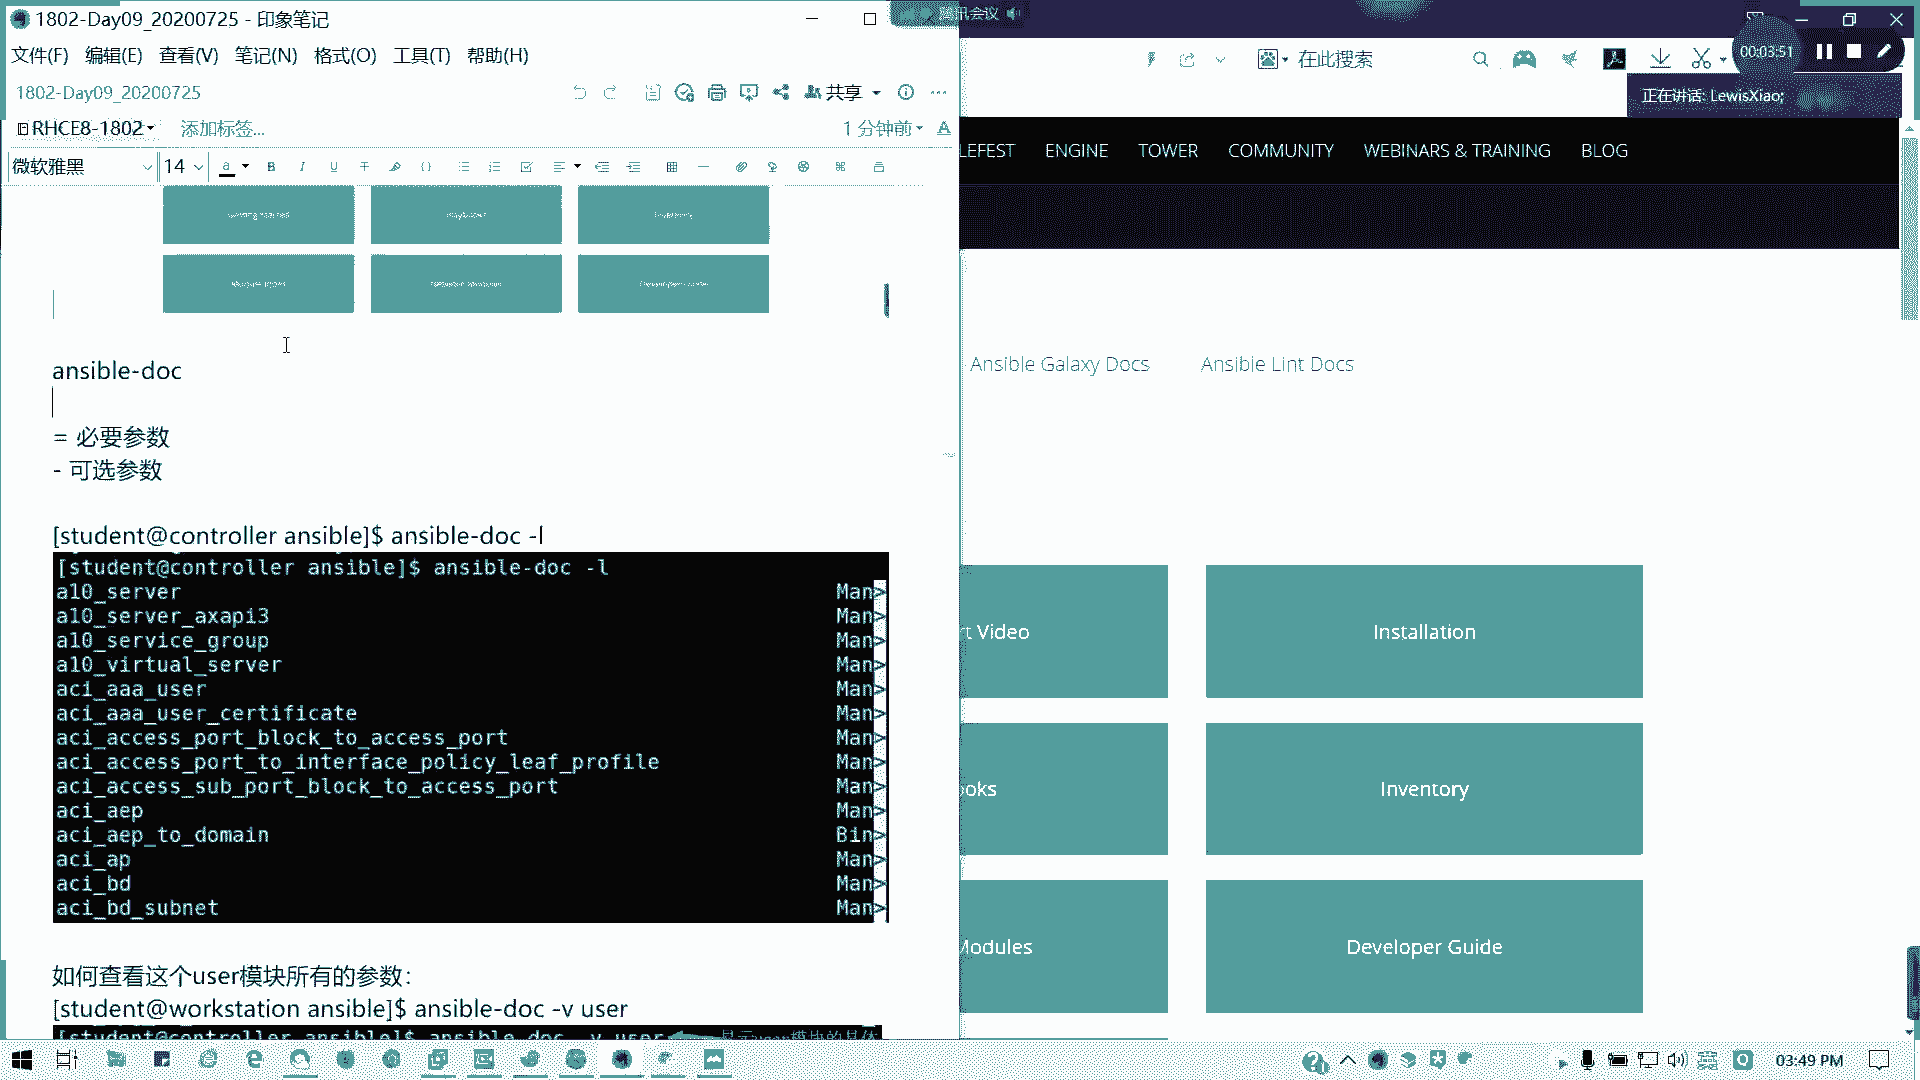 1802-Day09_20200725 - 印象笔记
文件(F) 编辑(E) 查看(V) 笔记(N) 格式(O) 工具(T) 帮助(H)
1802-Day09_20200725
共享
RHCE8-1802
添加标签...
1 分钟前
微软雅黑
14
ansible-doc
= 必要参数
- 可选参数
[student@controller ansible]$ ansible-doc -l
[student@controller ansible]$ ansible-doc -l
a10_server Man>
a10_server_axapi3 Man>
a10_service_group Man>
a10_virtual_server Man>
aci_aaa_user Man>
aci_aaa_user_certificate Man>
aci_access_port_block_to_access_port Man>
aci_access_port_to_interface_policy_leaf_profile Man>
aci_access_sub_port_block_to_access_port Man>
aci_aep Man>
aci_aep_to_domain Bin>
aci_ap Man>
aci_bd Man>
aci_bd_subnet Man>
如何查看这个user模块所有的参数：
[student@workstation ansible]$ ansible-doc -v user
[student@controller ansible]$ ansible-doc -v user
讯会议
在此搜索
00:03:51
正在讲话: LewisXiao;
LEFEST ENGINE TOWER COMMUNITY WEBINARS & TRAINING BLOG
Ansible Galaxy Docs Ansible Lint Docs
t Video
Installation
ooks
Inventory
Modules
Developer Guide
03:49 PM